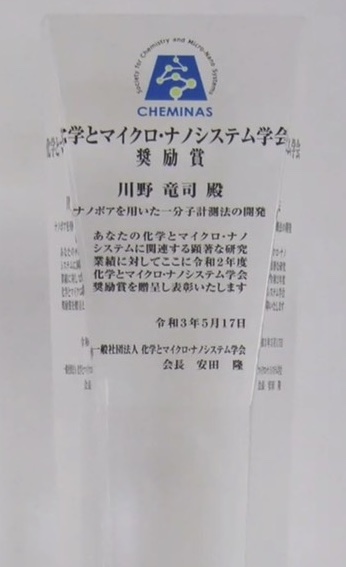 Society for Chemistry and Micro-Nano Systems
CHEMINAS
化学とマイクロ・ナノシステム学会
奨励賞
川野 竜司 殿
ナノポアを用いた一分子計測法の開発
あなたの化学とマイクロ・ナノ
システムに関連する顕著な研究
業績に対してここに令和2年度
化学とマイクロ・ナノシステム学会
奨励賞を贈呈し表彰いたします
令和3年5月17日
一般社団法人 化学とマイクロ・ナノシステム学会
会長 安田 隆